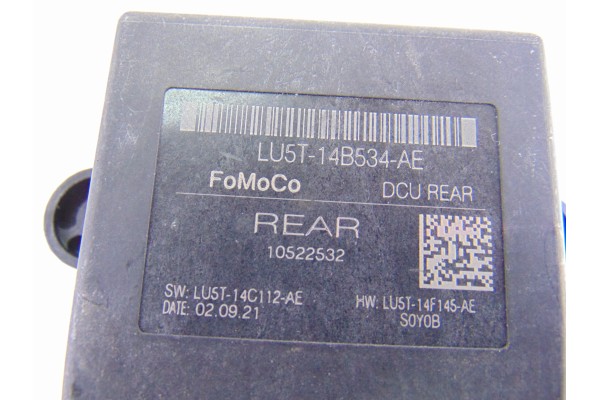 LU5T-14B534-AE
FoMoCo DCU REAR
REAR
10522532
SW: LU5T-14C112-AE HW: LU5T-14F145-AE
DATE: 02.09.21 S0Y0B